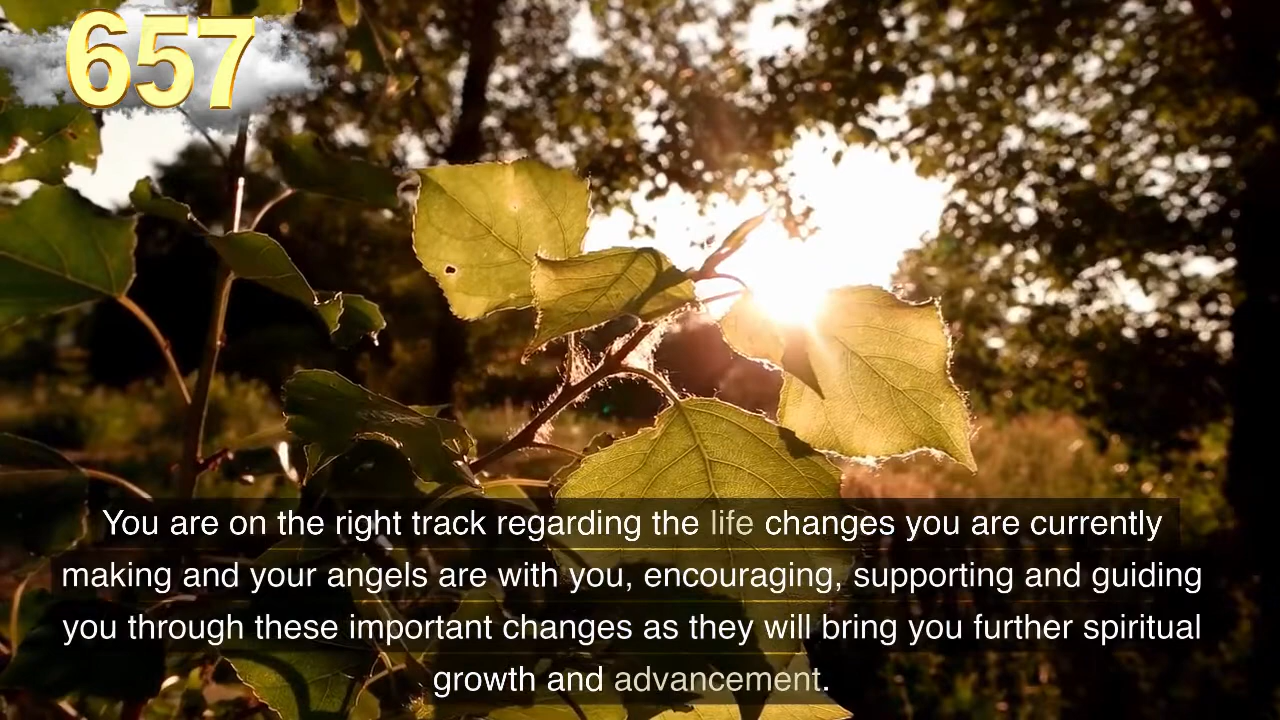 657
You are on the right track regarding the life changes you are currently
making and your angels are with you, encouraging, supporting and guiding
you through these important changes as they will bring you further spiritual
growth and advancement.